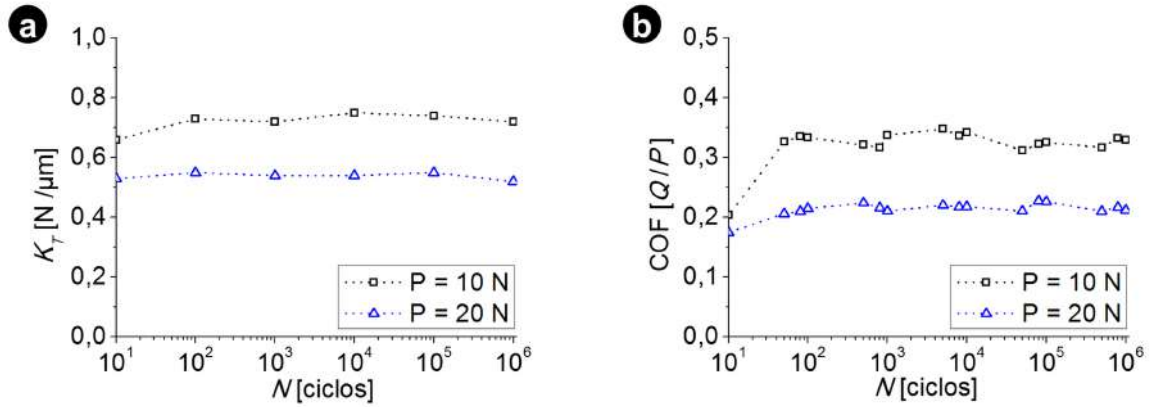 a
1,0
0,8
0,6
0,4
0,2
0,0
K_T [N /µm]
P = 10 N
P = 20 N
10^1 10^2 10^3 10^4 10^5 10^6
N [ciclos]
b
0,5
0,4
0,3
0,2
0,1
0,0
COF [Q/P]
P = 10 N
P = 20 N
10^1 10^2 10^3 10^4 10^5 10^6
N [ciclos]